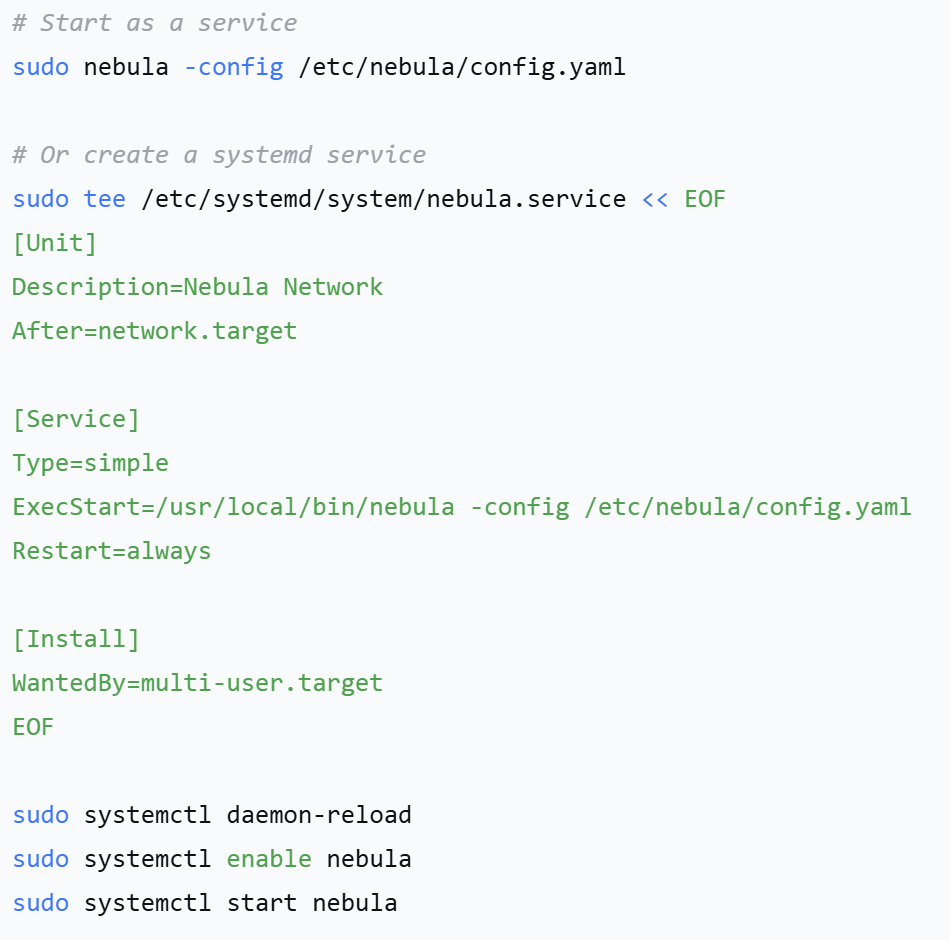 # Start as a service
sudo nebula -config /etc/nebula/config.yaml
# Or create a systemd service
sudo tee /etc/systemd/system/nebula.service << EOF
[Unit]
Description=Nebula Network
After=network.target
[Service]
Type=simple
ExecStart=/usr/local/bin/nebula -config /etc/nebula/config.yaml
Restart=always
[Install]
WantedBy=multi-user.target
EOF
sudo systemctl daemon-reload
sudo systemctl enable nebula
sudo systemctl start nebula